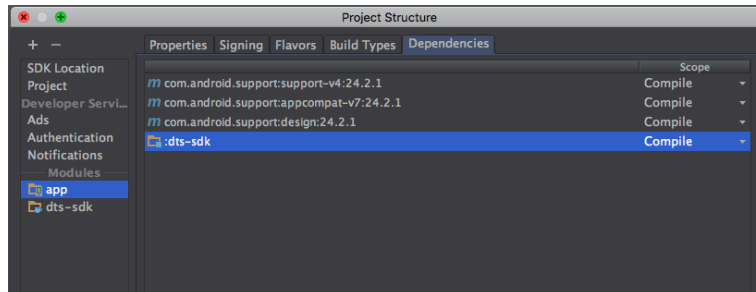 Project Structure
+ −
Properties Signing Flavors Build Types Dependencies
SDK Location
Project
Developer Servi...
Ads
Authentication
Notifications
Modules
app
dts-sdk
Scope
m com.android.support:support-v4:24.2.1 Compile
m com.android.support:appcompat-v7:24.2.1 Compile
m com.android.support:design:24.2.1 Compile
:dts-sdk Compile